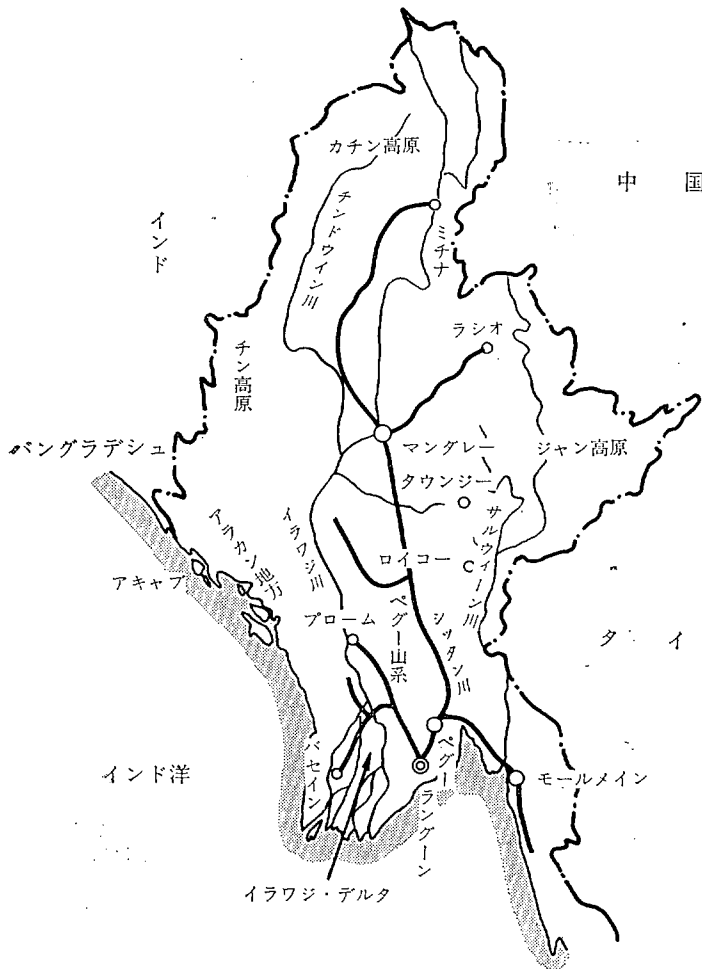 カチン高原
中国
インド
チンドウイン川
ミチナ
ラシオ
チン高原
バングラデシュ
マングレー
ジャン高原
タウンジー
サルウィーン川
イラワジ川
アラカン地方
ロイコー
アキャブ
プローム
ペグー山系
シッタン川
タイ
バセイン
ペグー
インド洋
モールメイン
ラングーン
イラワジ・デルタ